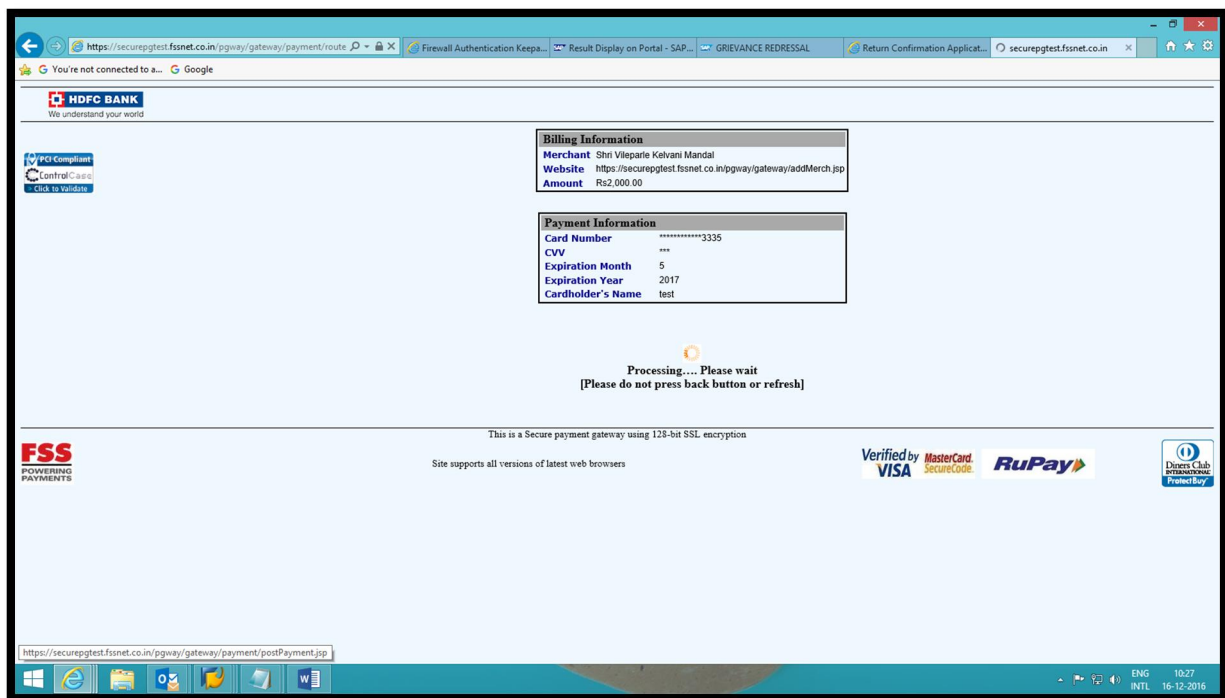 https://securepgtest.fssnet.co.in/pgway/gateway/payment/route
Firewall Authentication Keepa...
Result Display on Portal - SAP...
GRIEVANCE REDRESSAL
Return Confirmation Applicat...
securepgtest.fssnet.co.in
You're not connected to a...
Google
HDFC BANK
We understand your world
PCI Compliant
ControlCase
Click to Validate
Billing Information
Merchant Shri Vileparle Kelvani Mandal
Website https://securepgtest.fssnet.co.in/pgway/gateway/addMerch.jsp
Amount Rs2,000.00
Payment Information
Card Number ************3335
CVV ***
Expiration Month 5
Expiration Year 2017
Cardholder's Name test
Processing.... Please wait
[Please do not press back button or refresh]
This is a Secure payment gateway using 128-bit SSL encryption
FSS
POWERING
PAYMENTS
Site supports all versions of latest web browsers
Verified by
VISA
MasterCard.
SecureCode.
RuPay
Diners Club
INTERNATIONAL
ProtectBuy
https://securepgtest.fssnet.co.in/pgway/gateway/payment/postPayment.jsp
ENG
INTL
10:27
16-12-2016